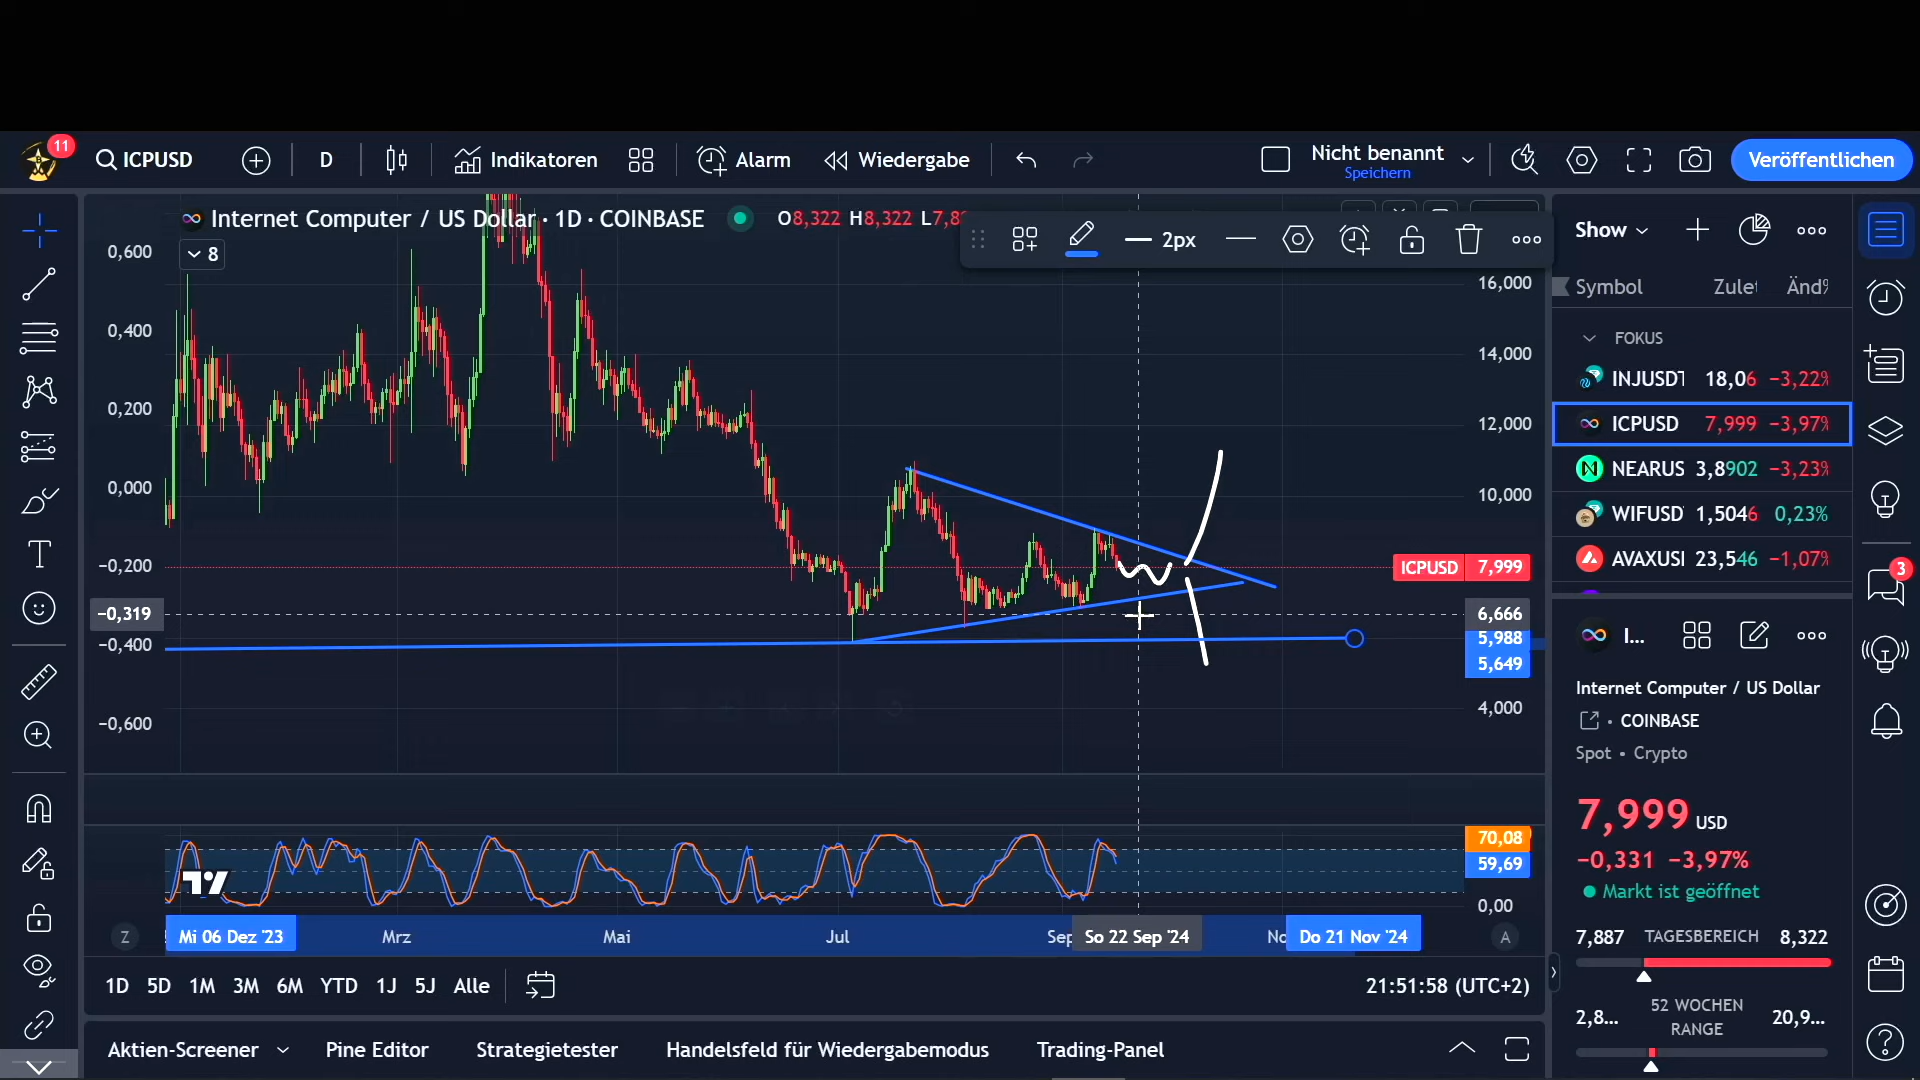 11
ICPUSD
D
Indikatoren
Alarm
Wiedergabe
Nicht benannt
Speichern
Veröffentlichen
Internet Computer / US Dollar · 1D · COINBASE
O8,322 H8,322
8
2px
0,600
0,400
0,200
0,000
−0,200
−0,319
−0,400
−0,600
16,000
14,000
12,000
10,000
ICPUSD 7,999
6,666
5,988
5,649
4,000
70,08
59,69
0,00
Z
Mi 06 Dez '23
Mrz
Mai
Jul
Sep
So 22 Sep '24
No
Do 21 Nov '24
A
1D 5D 1M 3M 6M YTD 1J 5J Alle
21:51:58 (UTC+2)
Aktien-Screener
Pine Editor
Strategietester
Handelsfeld für Wiedergabemodus
Trading-Panel
Show
Symbol Zulet Änd%
FOKUS
INJUSDT 18,06 −3,22%
ICPUSD 7,999 −3,97%
NEARUS 3,8902 −3,23%
WIFUSD 1,5046 0,23%
AVAXUSI 23,546 −1,07%
I...
Internet Computer / US Dollar
COINBASE
Spot • Crypto
7,999 USD
−0,331 −3,97%
Markt ist geöffnet
7,887 TAGESBEREICH 8,322
2,8... 52 WOCHEN RANGE 20,9...
3